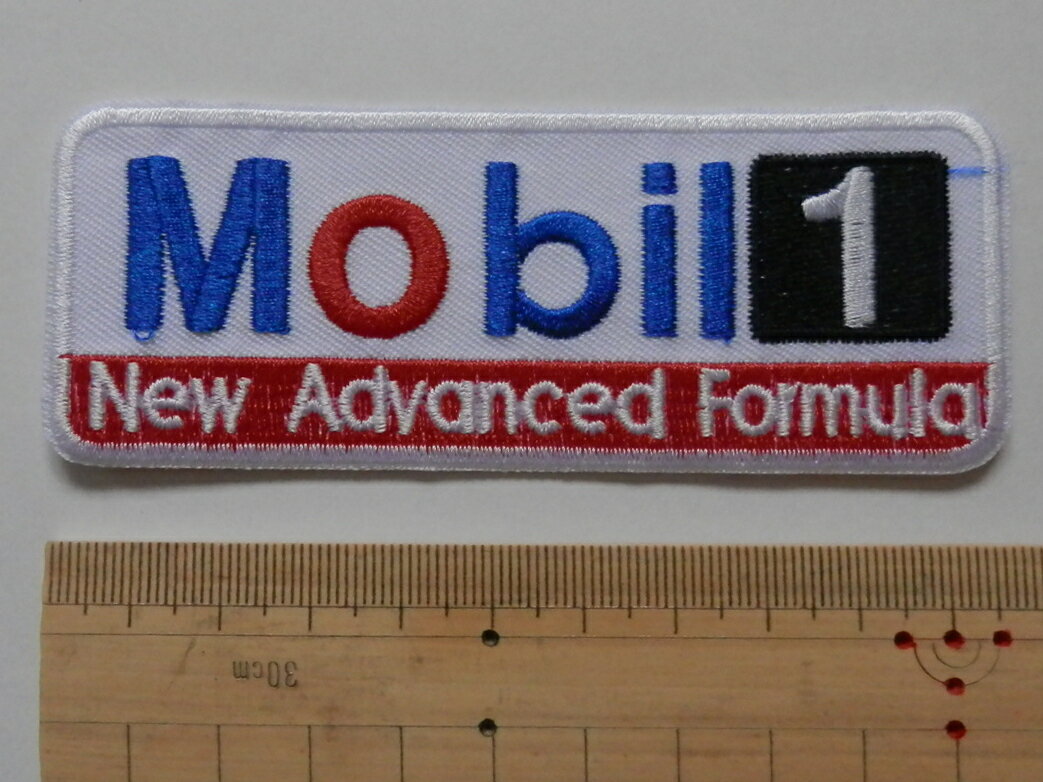 Mobil 1
New Advanced Formula
30cm